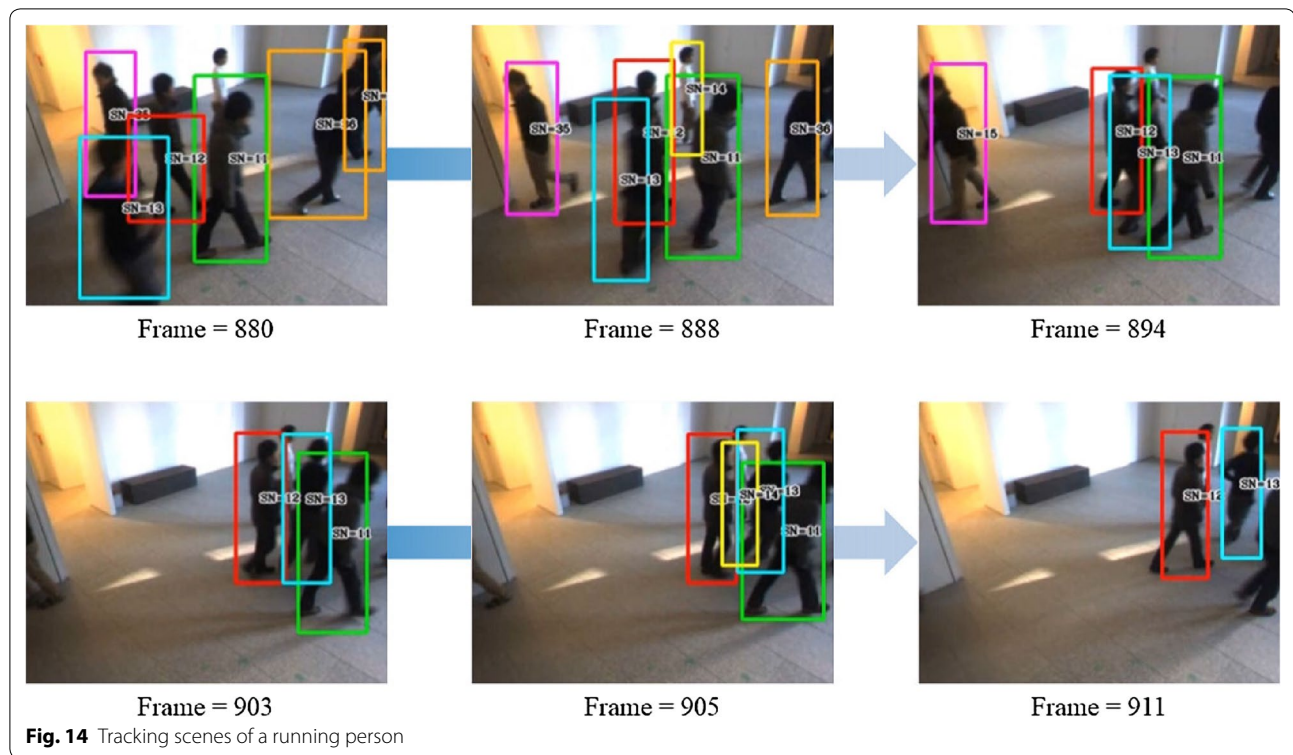 SN=35
SN=12
SN=11
SN=36
SN=
SN=13
Frame = 880
SN=35
SN=12
SN=14
SN=11
SN=36
SN=13
Frame = 888
SN=15
SN=12
SN=13
SN=11
Frame = 894
SN=12
SN=13
SN=11
Frame = 903
SN=14
SN=13
SN=11
Frame = 905
SN=12
SN=13
Frame = 911
Fig. 14 Tracking scenes of a running person